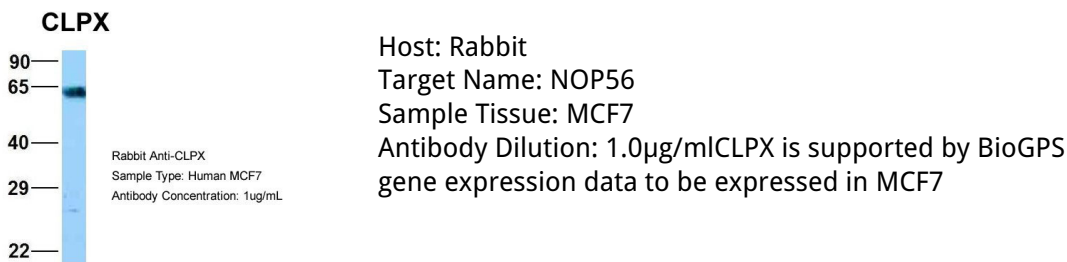 CLPX
90
65
40
29
22
Rabbit Anti-CLPX
Sample Type: Human MCF7
Antibody Concentration: 1ug/mL
Host: Rabbit
Target Name: NOP56
Sample Tissue: MCF7
Antibody Dilution: 1.0µg/mlCLPX is supported by BioGPS
gene expression data to be expressed in MCF7